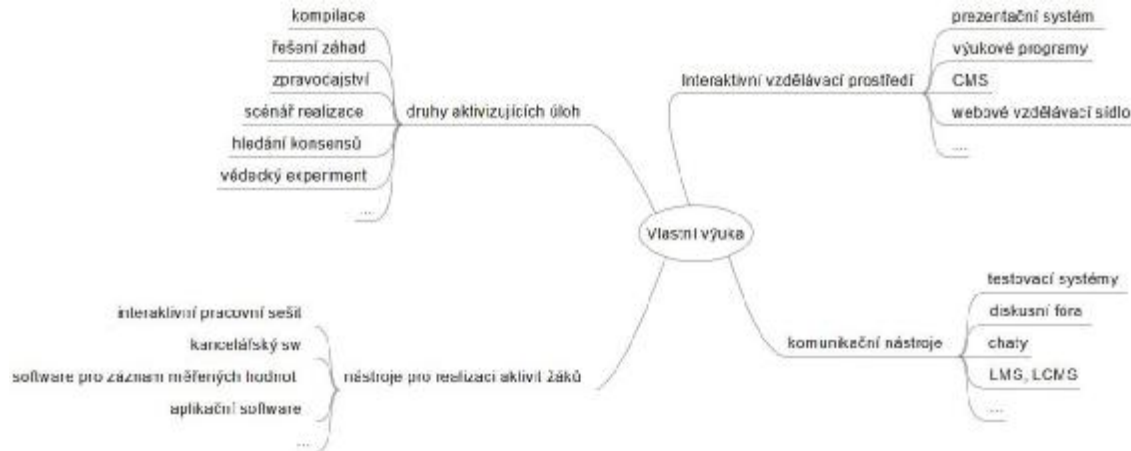 kompilace
řešení záhad
zpravodajství
scénář realizace
hledání konsensů
vědecký experiment
....
druhy aktivizujících úloh
Interaktivní vzdělávací prostředí
prezentační systém
výukové programy
CMS
webové vzdělávací sídlo
....
Vlastní výuka
interaktivní pracovní sešit
kancelářský sw
software pro záznam měřených hodnot
aplikační software
...
nástroje pro realizaci aktivit žáků
komunikační nástroje
testovací systémy
diskusní fóra
chaty
LMS, LCMS
...